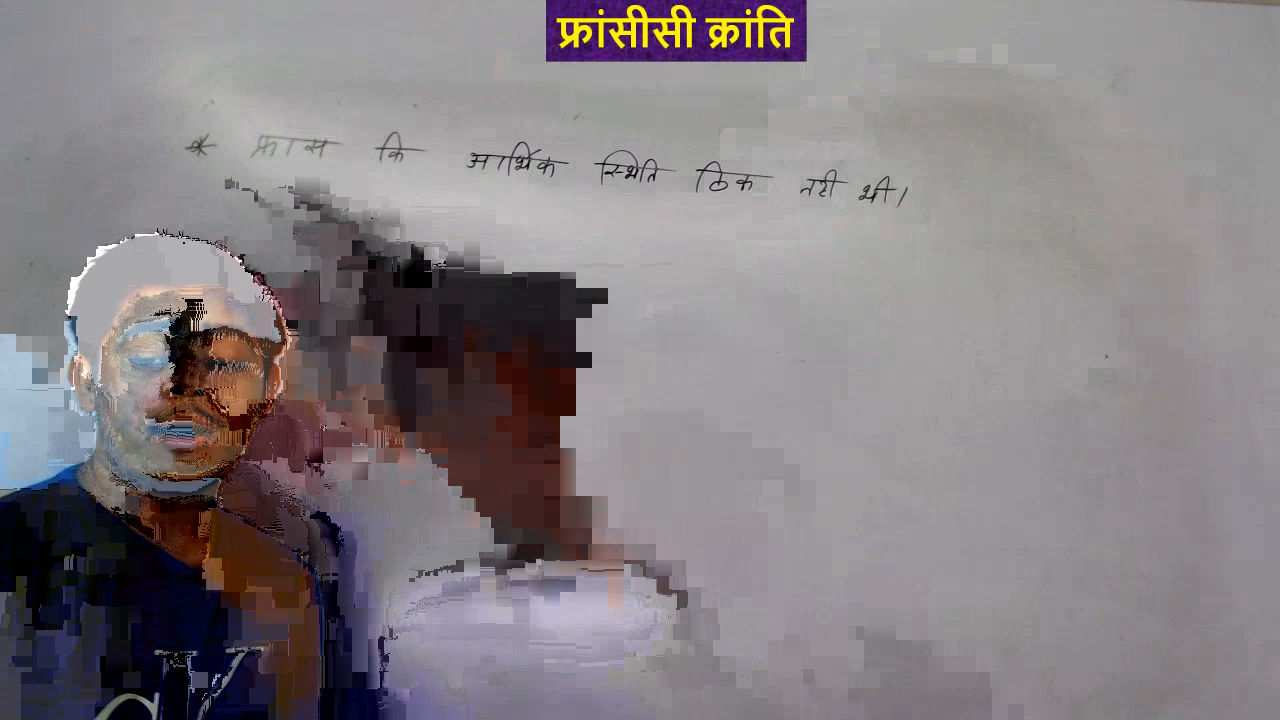 फ्रांसीसी क्रांति
* फ्रास कि आर्थिक स्थिति ठिक नही थी।